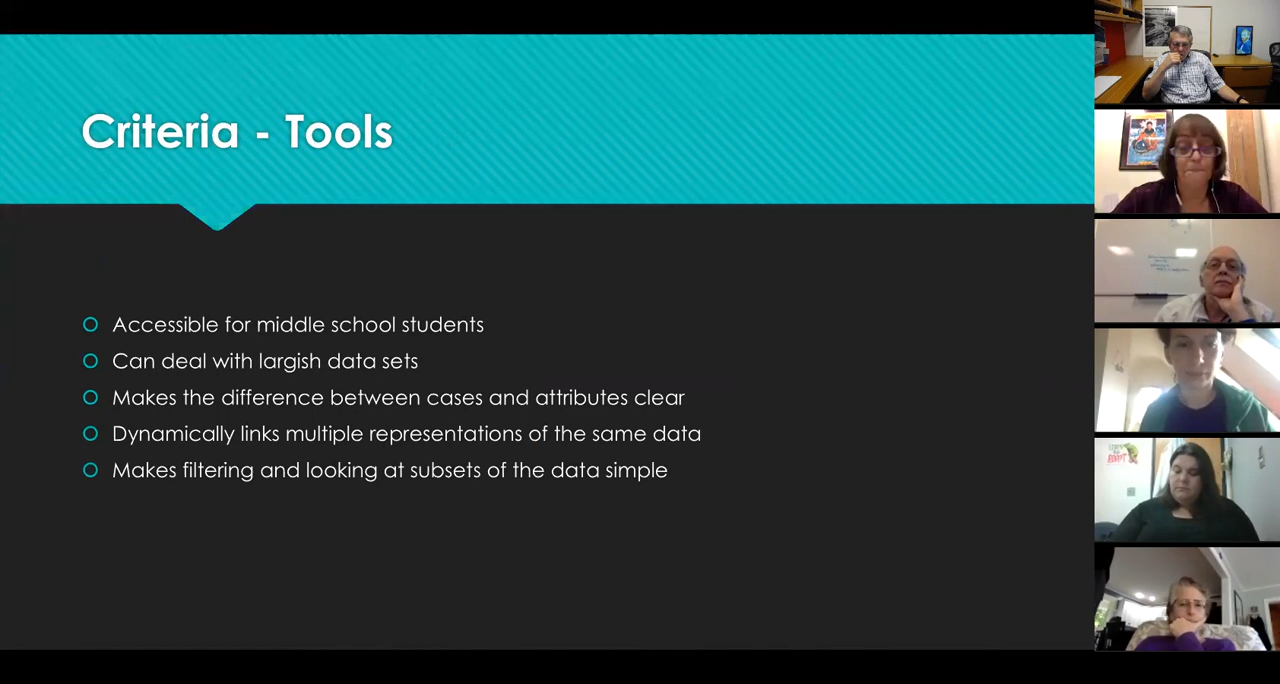 Criteria - Tools
Accessible for middle school students
Can deal with largish data sets
Makes the difference between cases and attributes clear
Dynamically links multiple representations of the same data
Makes filtering and looking at subsets of the data simple